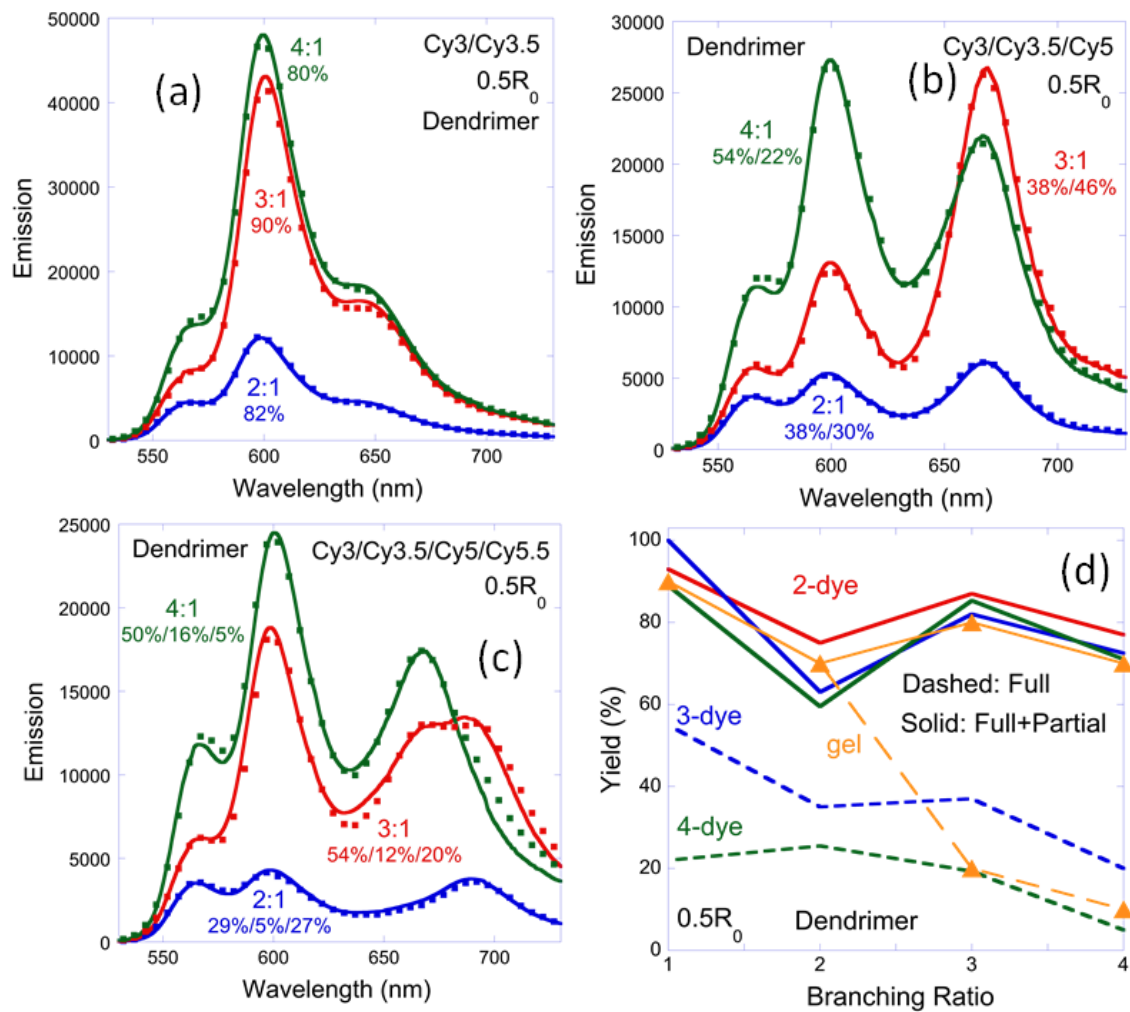 (a)
Cy3/Cy3.5
0.5R0
Dendrimer
4:1
80%
3:1
90%
2:1
82%
50000
40000
30000
20000
10000
0
550 600 650 700
Emission
Wavelength (nm)
(b)
Dendrimer
Cy3/Cy3.5/Cy5
0.5R0
4:1
54%/22%
3:1
38%/46%
2:1
38%/30%
30000
25000
20000
15000
10000
5000
0
550 600 650 700
Emission
Wavelength (nm)
(c)
Dendrimer
Cy3/Cy3.5/Cy5/Cy5.5
0.5R0
4:1
50%/16%/5%
3:1
54%/12%/20%
2:1
29%/5%/27%
25000
20000
15000
10000
5000
0
550 600 650 700
Emission
Wavelength (nm)
(d)
2-dye
Dashed: Full
Solid: Full+Partial
3-dye
gel
4-dye
0.5R0
Dendrimer
100
80
60
40
20
0
1 2 3 4
Yield (%)
Branching Ratio